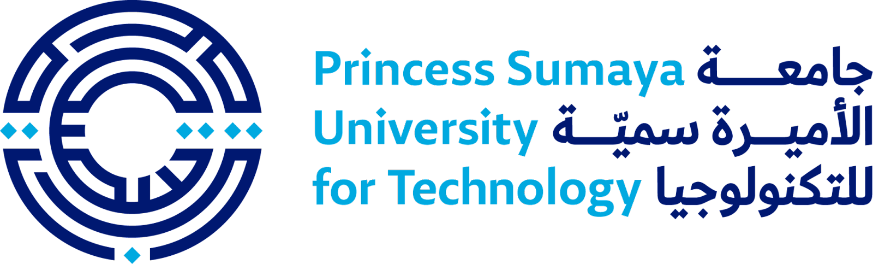 Princess Sumaya جامعة
University الأميرة سميّة
for Technology للتكنولوجيا